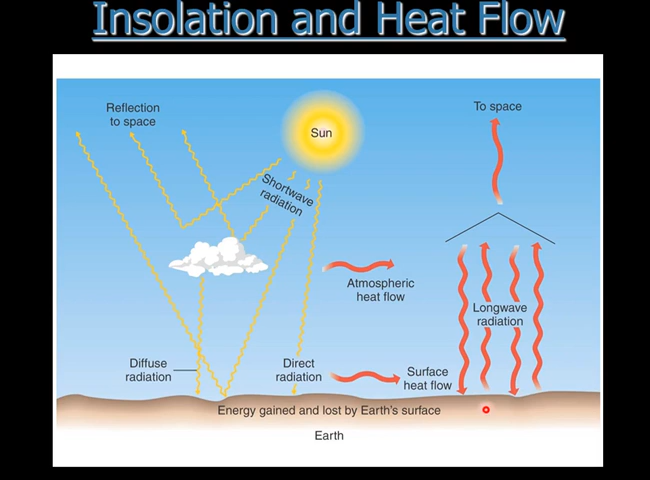 Insolation and Heat Flow
Reflection
to space
Sun
To space
Shortwave
radiation
Atmospheric
heat flow
Longwave
radiation
Diffuse
radiation
Direct
radiation
Surface
heat flow
Energy gained and lost by Earth's surface
Earth